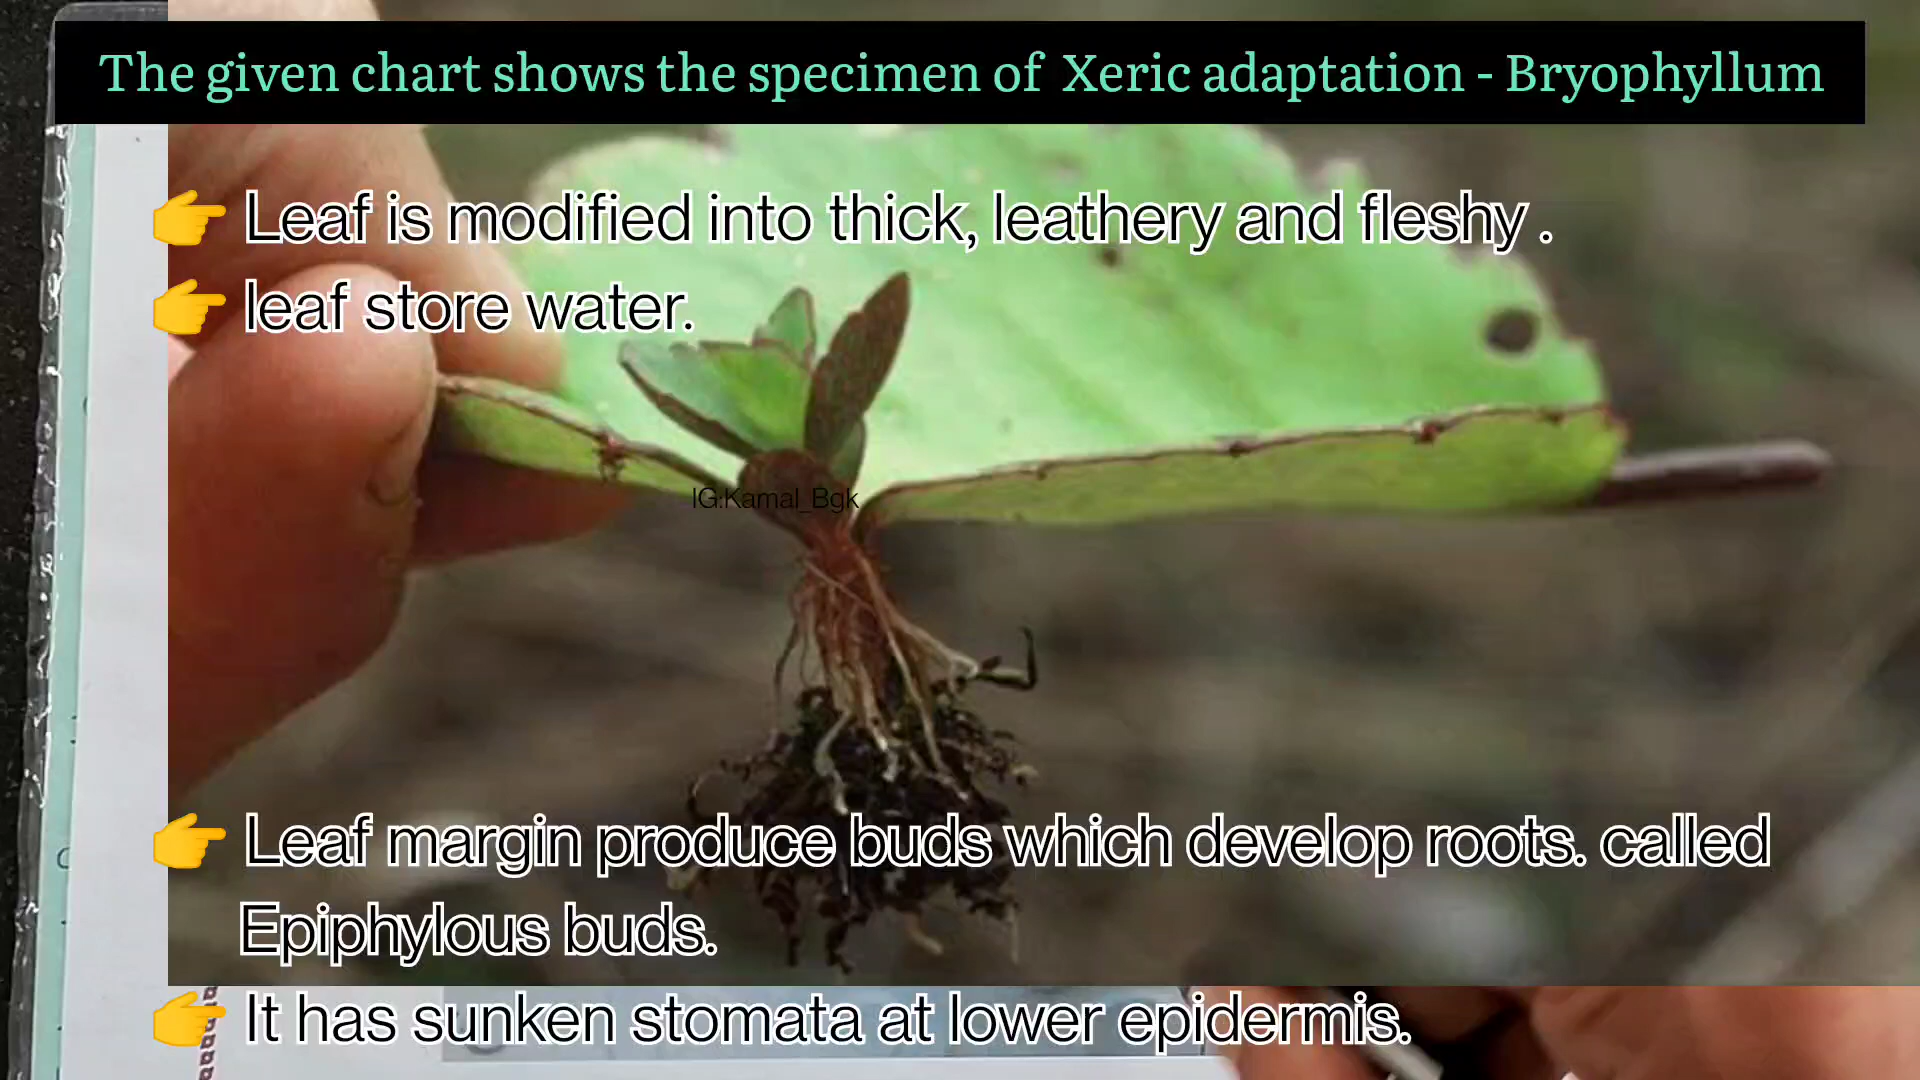 The given chart shows the specimen of Xeric adaptation - Bryophyllum
👉 Leaf is modified into thick, leathery and fleshy .
👉 leaf store water.
IG:Kamal_Bgk
👉 Leaf margin produce buds which develop roots. called
Epiphylous buds.
👉 It has sunken stomata at lower epidermis.